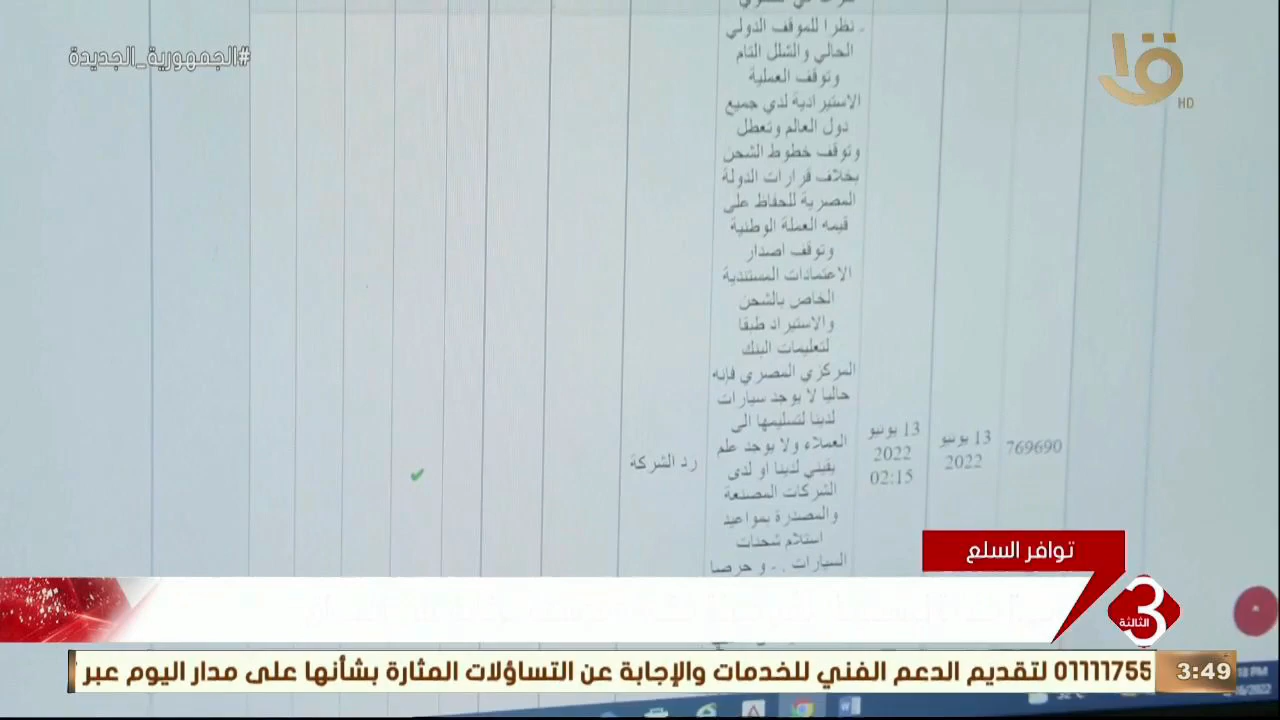 #الجمهورية_الجديدة
HD
- نظرا للموقف الدولي
الحالي والشلل التام
وتوقف العملية
الاستيرادية لدي جميع
دول العالم وتعطل
وتوقف خطوط الشحن
بخلاف قرارات الدولة
المصرية للحفاظ على
قيمه العملة الوطنية
وتوقف اصدار
الاعتمادات المستندية
الخاص بالشحن
والاستيراد طبقا
لتعليمات البنك
المركزي المصري فإنه
حاليا لا يوجد سيارات
لدينا لتسليمها الى
العملاء ولا يوجد علم
يقيني لدينا او لدى
الشركات المصنعة
والمصدرة بمواعيد
استلام شحنات
السيارات . - و حرصا
769690
13 يونيو
2022
13 يونيو
2022
02:15
رد الشركة
توافر السلع
3
الثالثة
3:49
01111755 لتقديم الدعم الفني للخدمات والإجابة عن التساؤلات المثارة بشأنها على مدار اليوم عبر